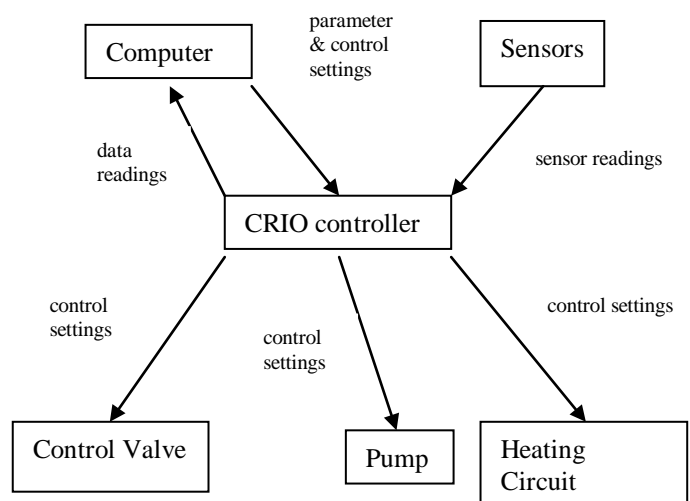 parameter
& control
settings
Computer
Sensors
data
readings
sensor readings
CRIO controller
control
settings
control
settings
control settings
Control Valve
Pump
Heating
Circuit